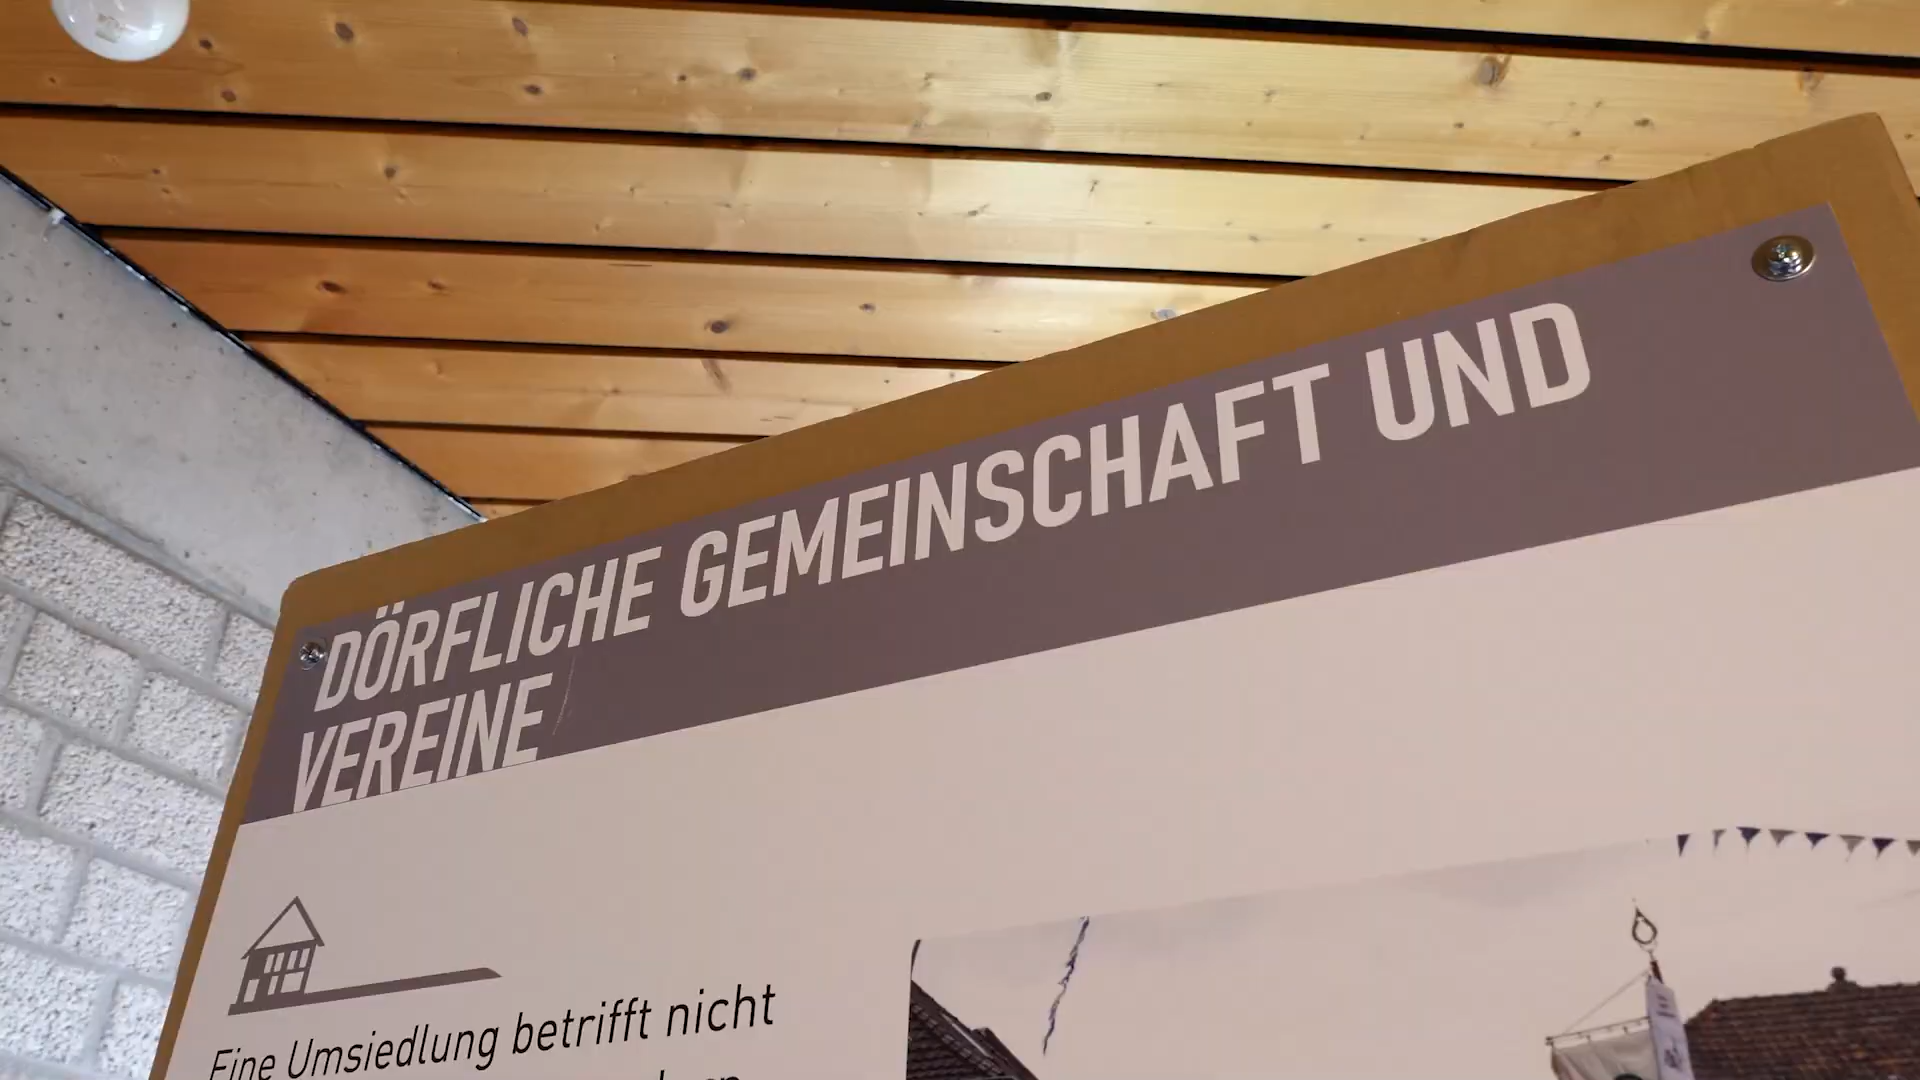 DÖRFLICHE GEMEINSCHAFT UND
VEREINE
Eine Umsiedlung betrifft nicht